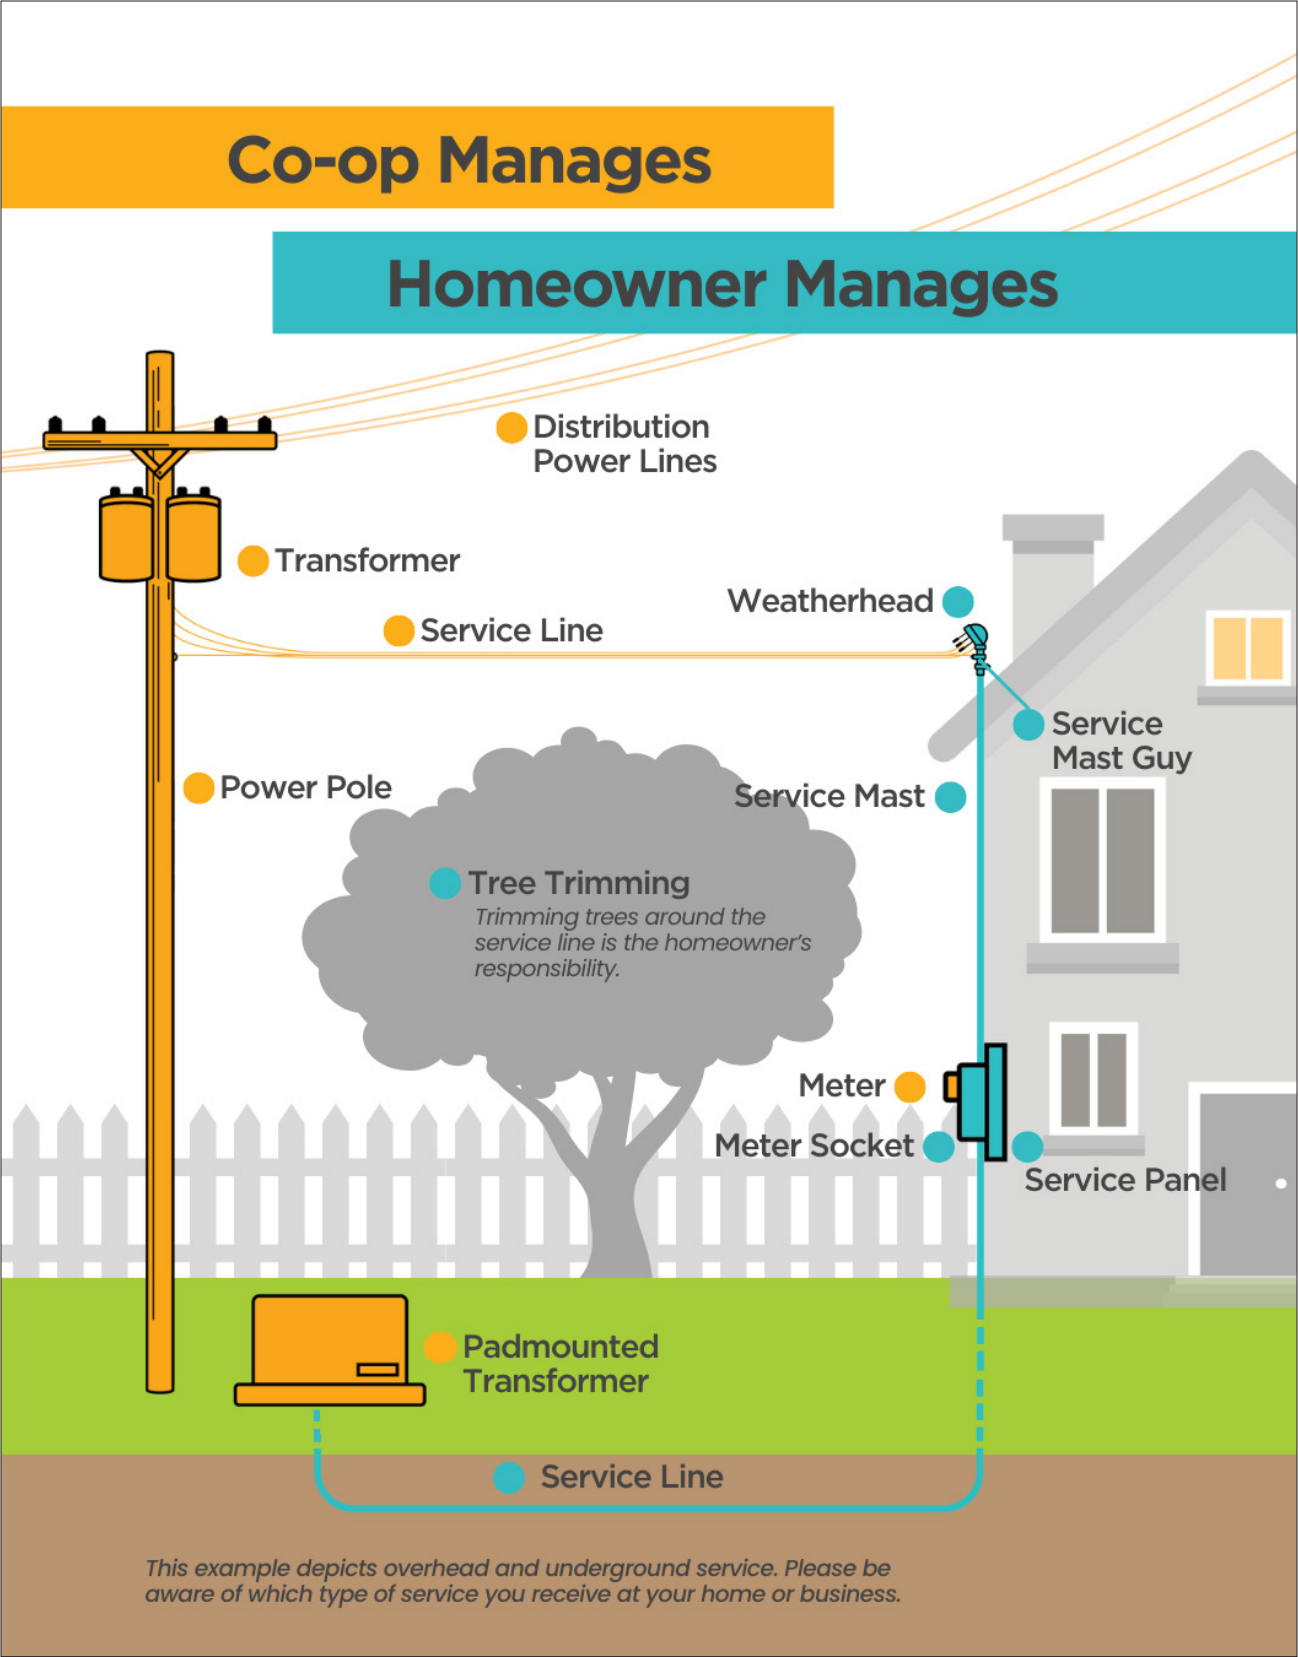 Co-op Manages
Homeowner Manages
Distribution
Power Lines
Transformer
Weatherhead
Service Line
Service
Mast Guy
Power Pole
Service Mast
Tree Trimming
Trimming trees around the
service line is the homeowner's
responsibility.
Meter
Meter Socket
Service Panel
Padmounted
Transformer
Service Line
This example depicts overhead and underground service. Please be
aware of which type of service you receive at your home or business.